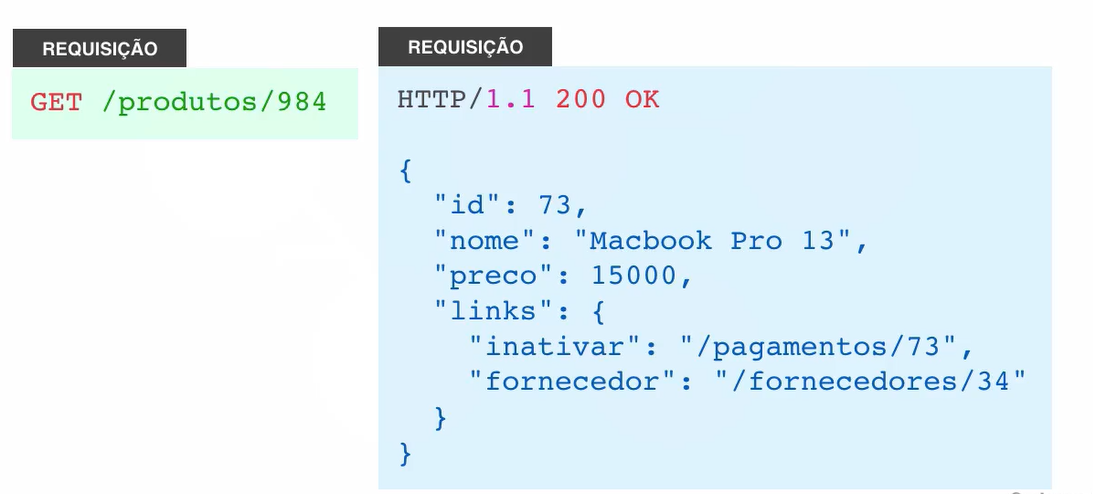 REQUISIÇÃO
GET /produtos/984
REQUISIÇÃO
HTTP/1.1 200 OK
{
  "id": 73,
  "nome": "Macbook Pro 13",
  "preco": 15000,
  "links": {
    "inativar": "/pagamentos/73",
    "fornecedor": "/fornecedores/34"
  }
}